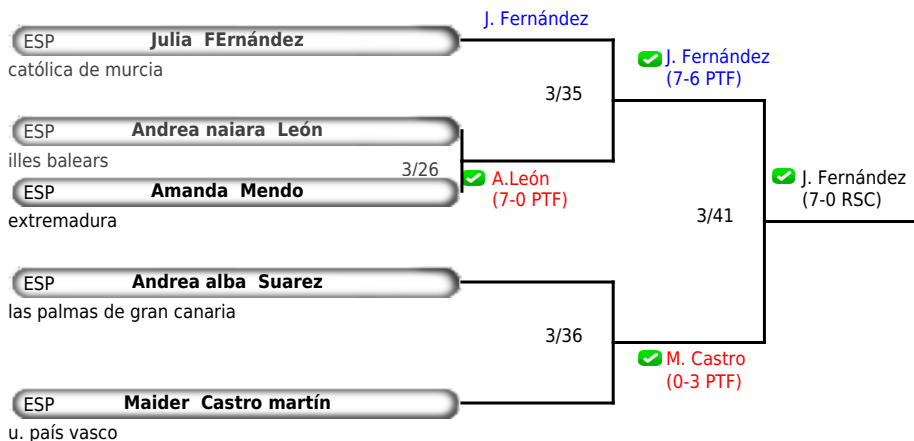 J. Fernández
ESP Julia FErnández
católica de murcia
J. Fernández
(7-6 PTF)
3/35
ESP Andrea naiara León
illes balears
3/26
A.León
(7-0 PTF)
ESP Amanda Mendo
extremadura
J. Fernández
(7-0 RSC)
3/41
ESP Andrea alba Suarez
las palmas de gran canaria
3/36
M. Castro
(0-3 PTF)
ESP Maider Castro martín
u. país vasco